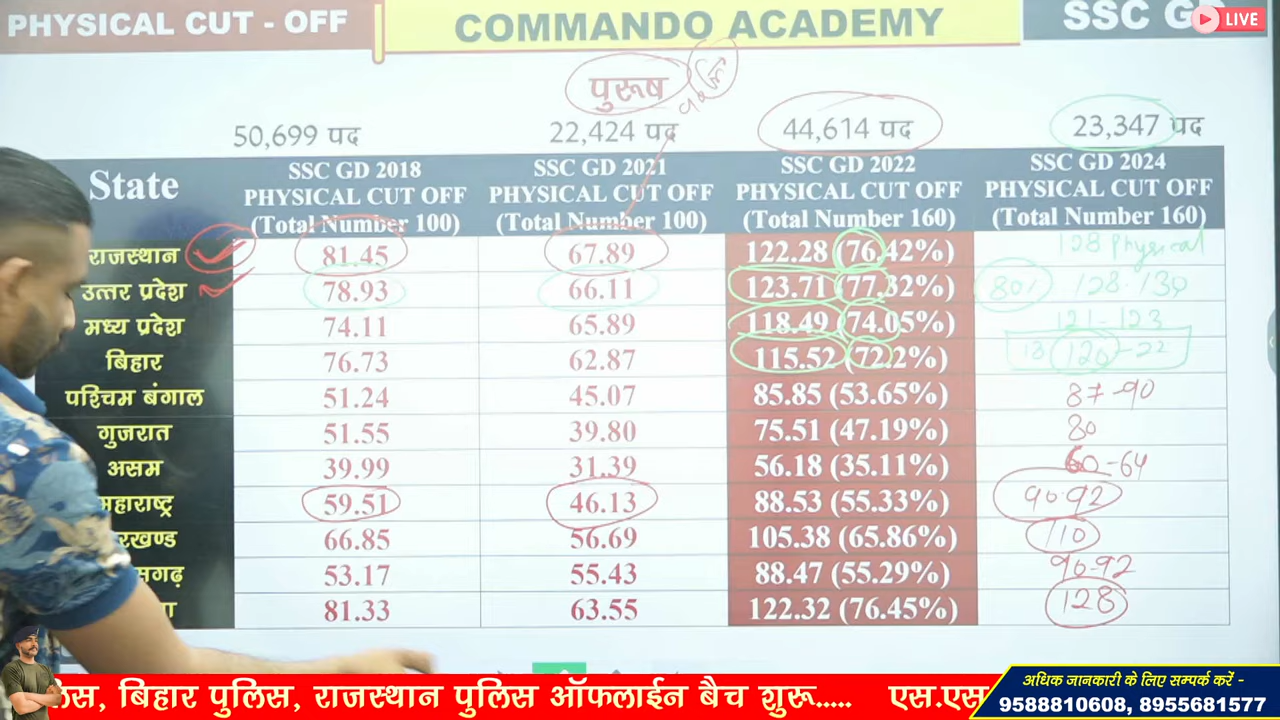 PHYSICAL CUT - OFF
COMMANDO ACADEMY
SSC G
LIVE
पुरूष
50,699 पद 22,424 पद 44,614 पद 23,347 पद
State
SSC GD 2018 PHYSICAL CUT OFF (Total Number 100)
SSC GD 2021 PHYSICAL CUT OFF (Total Number 100)
SSC GD 2022 PHYSICAL CUT OFF (Total Number 160)
SSC GD 2024 PHYSICAL CUT OFF (Total Number 160)
राजस्थान 81.45 67.89 122.28 (76.42%) 128 Physical
उत्तर प्रदेश 78.93 66.11 123.71 (77.32%) 128-130
मध्य प्रदेश 74.11 65.89 118.49 (74.05%) 121-123
बिहार 76.73 62.87 115.52 (72.2%) 120-22
पश्चिम बंगाल 51.24 45.07 85.85 (53.65%) 87-90
गुजरात 51.55 39.80 75.51 (47.19%) 80
असम 39.99 31.39 56.18 (35.11%) 60-64
महाराष्ट्र 59.51 46.13 88.53 (55.33%) 90-92
रखण्ड 66.85 56.69 105.38 (65.86%) 110
सगढ़ 53.17 55.43 88.47 (55.29%) 90-92
81.33 63.55 122.32 (76.45%) 128
लिस, बिहार पुलिस, राजस्थान पुलिस ऑफलाईन बैच शुरू..... एस.एस
अधिक जानकारी के लिए सम्पर्क करें -
9588810608, 8955681577